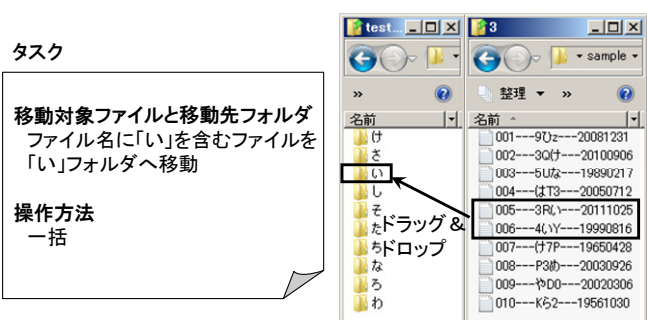 タスク
移動対象ファイルと移動先フォルダ
ファイル名に「い」を含むファイルを
「い」フォルダへ移動
操作方法
一括
test...
»
名前
け
さ
い
し
そ
た
ち
な
ろ
わ
ドラッグ&
ドロップ
3
sample
整理 ▼ »
名前
001---9ひz---20081231
002---3Qけ---20100906
003---5Uな---19890217
004---はT3---20050712
005---3Rい---20111025
006---4いY---19990816
007---け7P---19650428
008---P3め---20030926
009---やD0---20020306
010---Kら2---19561030